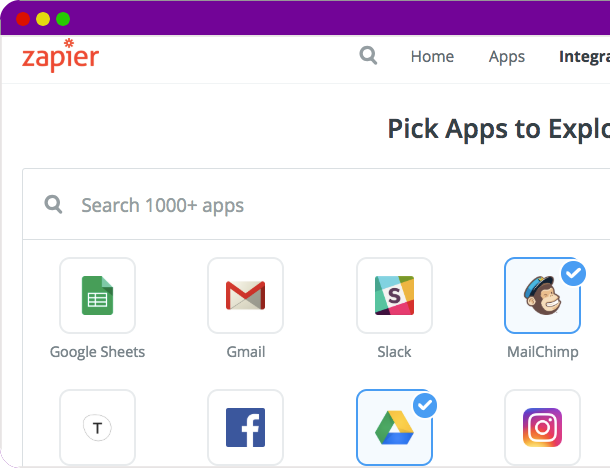 zapier
Home Apps Integra
Pick Apps to Explo
Search 1000+ apps
S
Google Sheets Gmail Slack MailChimp
T
f